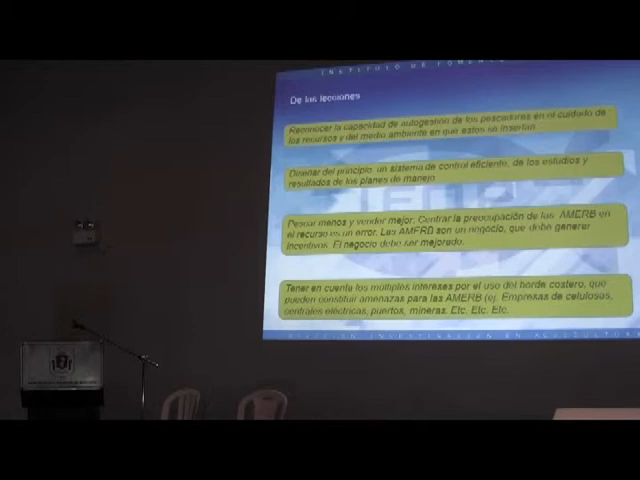 INSTITUTO DE FOMENT
De las lecciones
Reconocer la capacidad de autogestión de los pescadores en el cuidado de
los recursos y del medio ambiente en que estos se insertan
Diseñar del principio un sistema de control eficiente, de los estudios y
resultados de los planes de manejo
Pescar menos y vender mejor: Centrar la preocupación de las AMERB en
el recurso es un error. Las AMERB son un negocio, que debe generar
incentivos. El negocio debe ser mejorado.
Tener en cuenta los múltiples intereses por el uso del borde costero, que
pueden constituir amenazas para las AMERB (ej. Empresas de celulosas,
centrales eléctricas, puertos, mineras. Etc. Etc. Etc.
INVESTIGACION EN ACUICULTURA